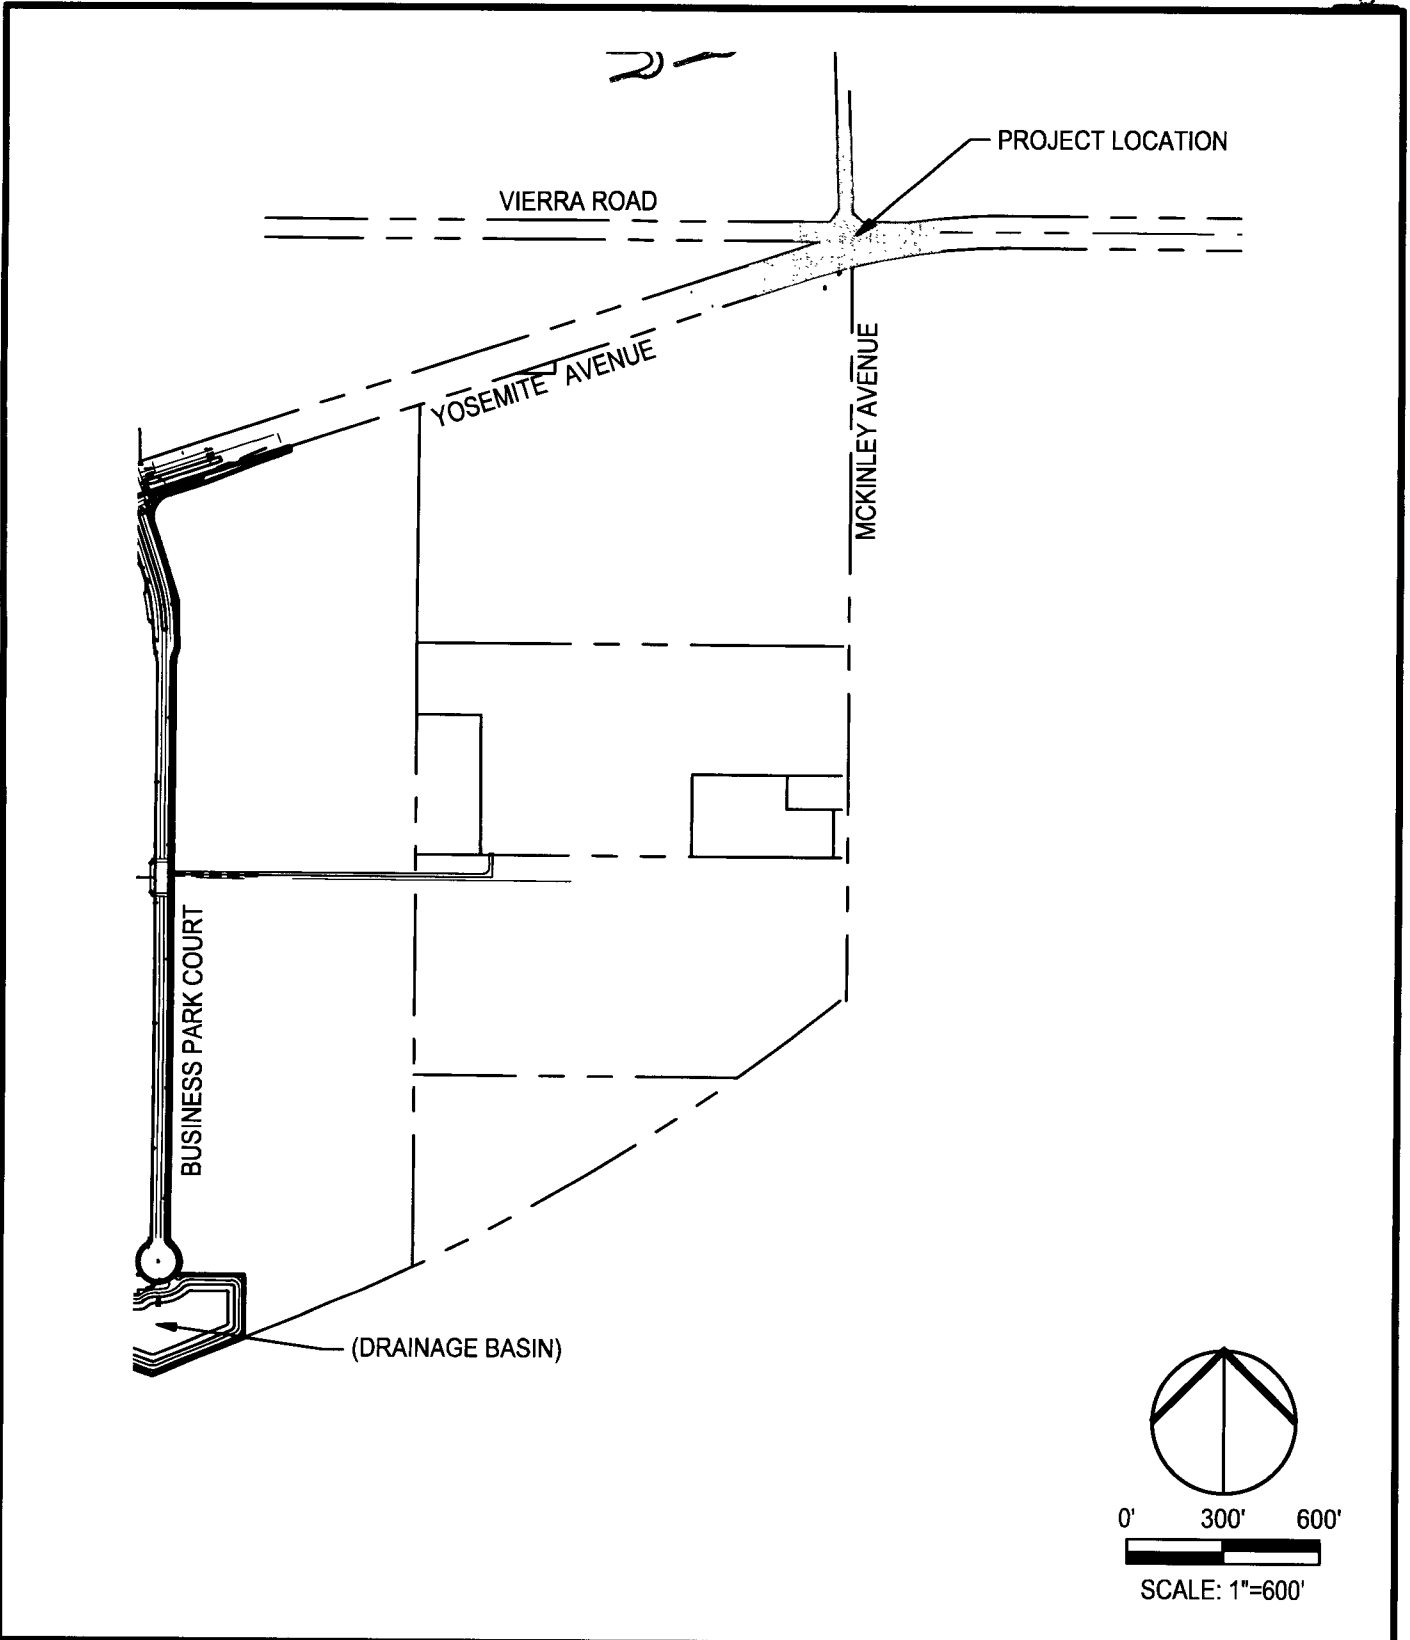 PROJECT LOCATION
VIERRA ROAD
YOSEMITE AVENUE
MCKINLEY AVENUE
BUSINESS PARK COURT
(DRAINAGE BASIN)
0' 300' 600'
SCALE: 1"=600'